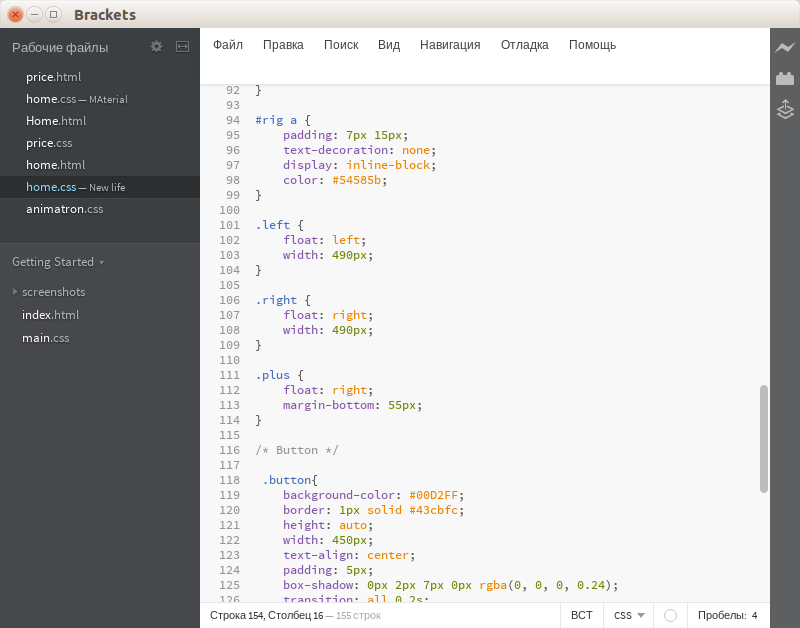 Brackets
Рабочие файлы
price.html
home.css — MAterial
Home.html
price.css
home.html
home.css — New life
animatron.css
Getting Started
screenshots
index.html
main.css
Файл Правка Поиск Вид Навигация Отладка Помощь
92 }
93
94 #rig a {
95     padding: 7px 15px;
96     text-decoration: none;
97     display: inline-block;
98     color: #54585b;
99 }
100
101 .left {
102     float: left;
103     width: 490px;
104 }
105
106 .right {
107     float: right;
108     width: 490px;
109 }
110
111 .plus {
112     float: right;
113     margin-bottom: 55px;
114 }
115
116 /* Button */
117
118  .button{
119     background-color: #00D2FF;
120     border: 1px solid #43cbfc;
121     height: auto;
122     width: 450px;
123     text-align: center;
124     padding: 5px;
125     box-shadow: 0px 2px 7px 0px rgba(0, 0, 0, 0.24);
126     transition: all 0.2s;
Строка 154, Столбец 16 — 155 строк ВСТ CSS Пробелы: 4